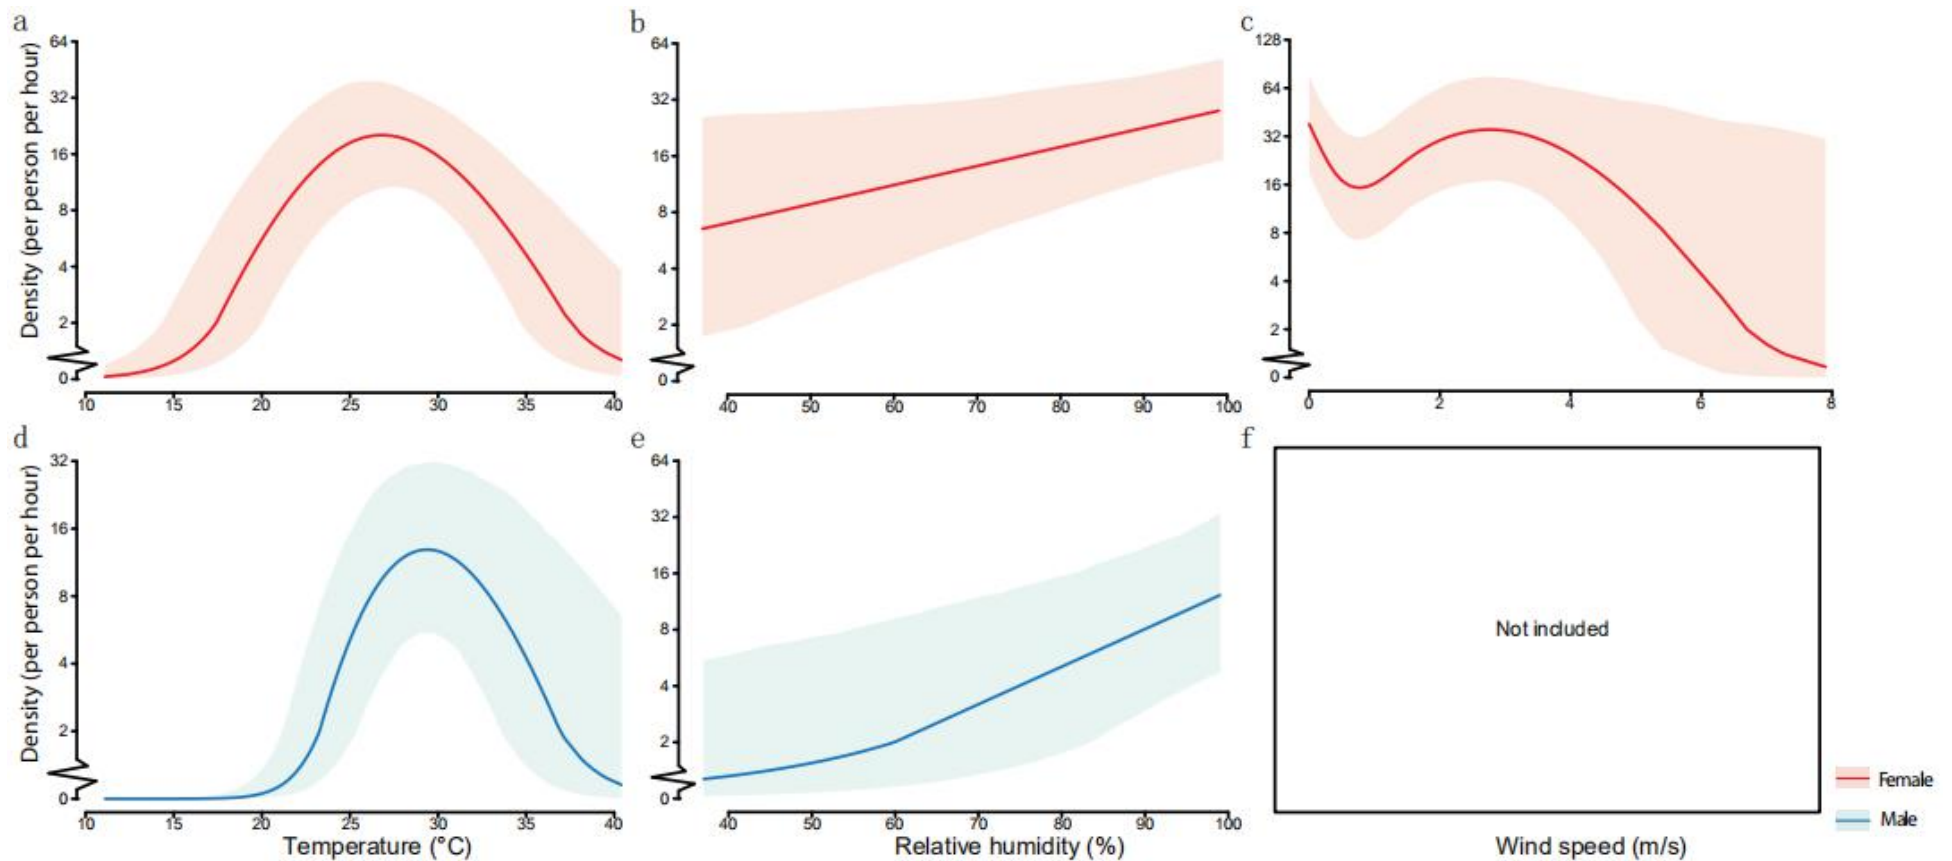 a
b
c
Density (per person per hour)
64
32
16
8
4
2
0
10 15 20 25 30 35 40
64
32
16
8
4
2
0
40 50 60 70 80 90 100
128
64
32
16
8
4
2
0
0 2 4 6 8
d
e
f
Density (per person per hour)
32
16
8
4
2
0
10 15 20 25 30 35 40
Temperature (°C)
64
32
16
8
4
2
0
40 50 60 70 80 90 100
Relative humidity (%)
Not included
Wind speed (m/s)
Female
Male